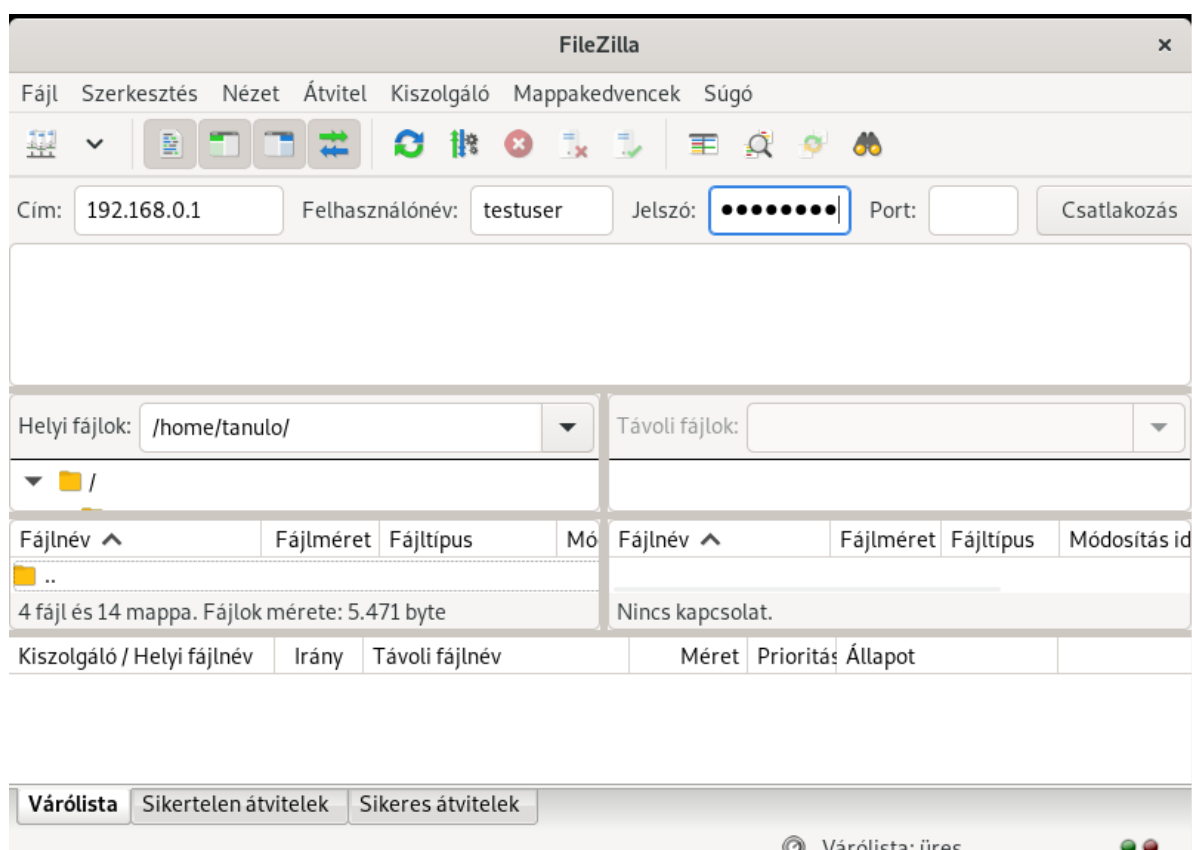 FileZilla
Fájl Szerkesztés Nézet Átvitel Kiszolgáló Mappakedvencek Súgó
Cím: 192.168.0.1 Felhasználónév: testuser Jelszó: ●●●●●●●● Port: Csatlakozás
Helyi fájlok: /home/tanulo/ Távoli fájlok:
/
Fájlnév Fájlméret Fájltípus Mó Fájlnév Fájlméret Fájltípus Módosítás id
..
4 fájl és 14 mappa. Fájlok mérete: 5.471 byte Nincs kapcsolat.
Kiszolgáló / Helyi fájlnév Irány Távoli fájlnév Méret Prioritás Állapot
Várólista Sikertelen átvitelek Sikeres átvitelek
Várólista: üres